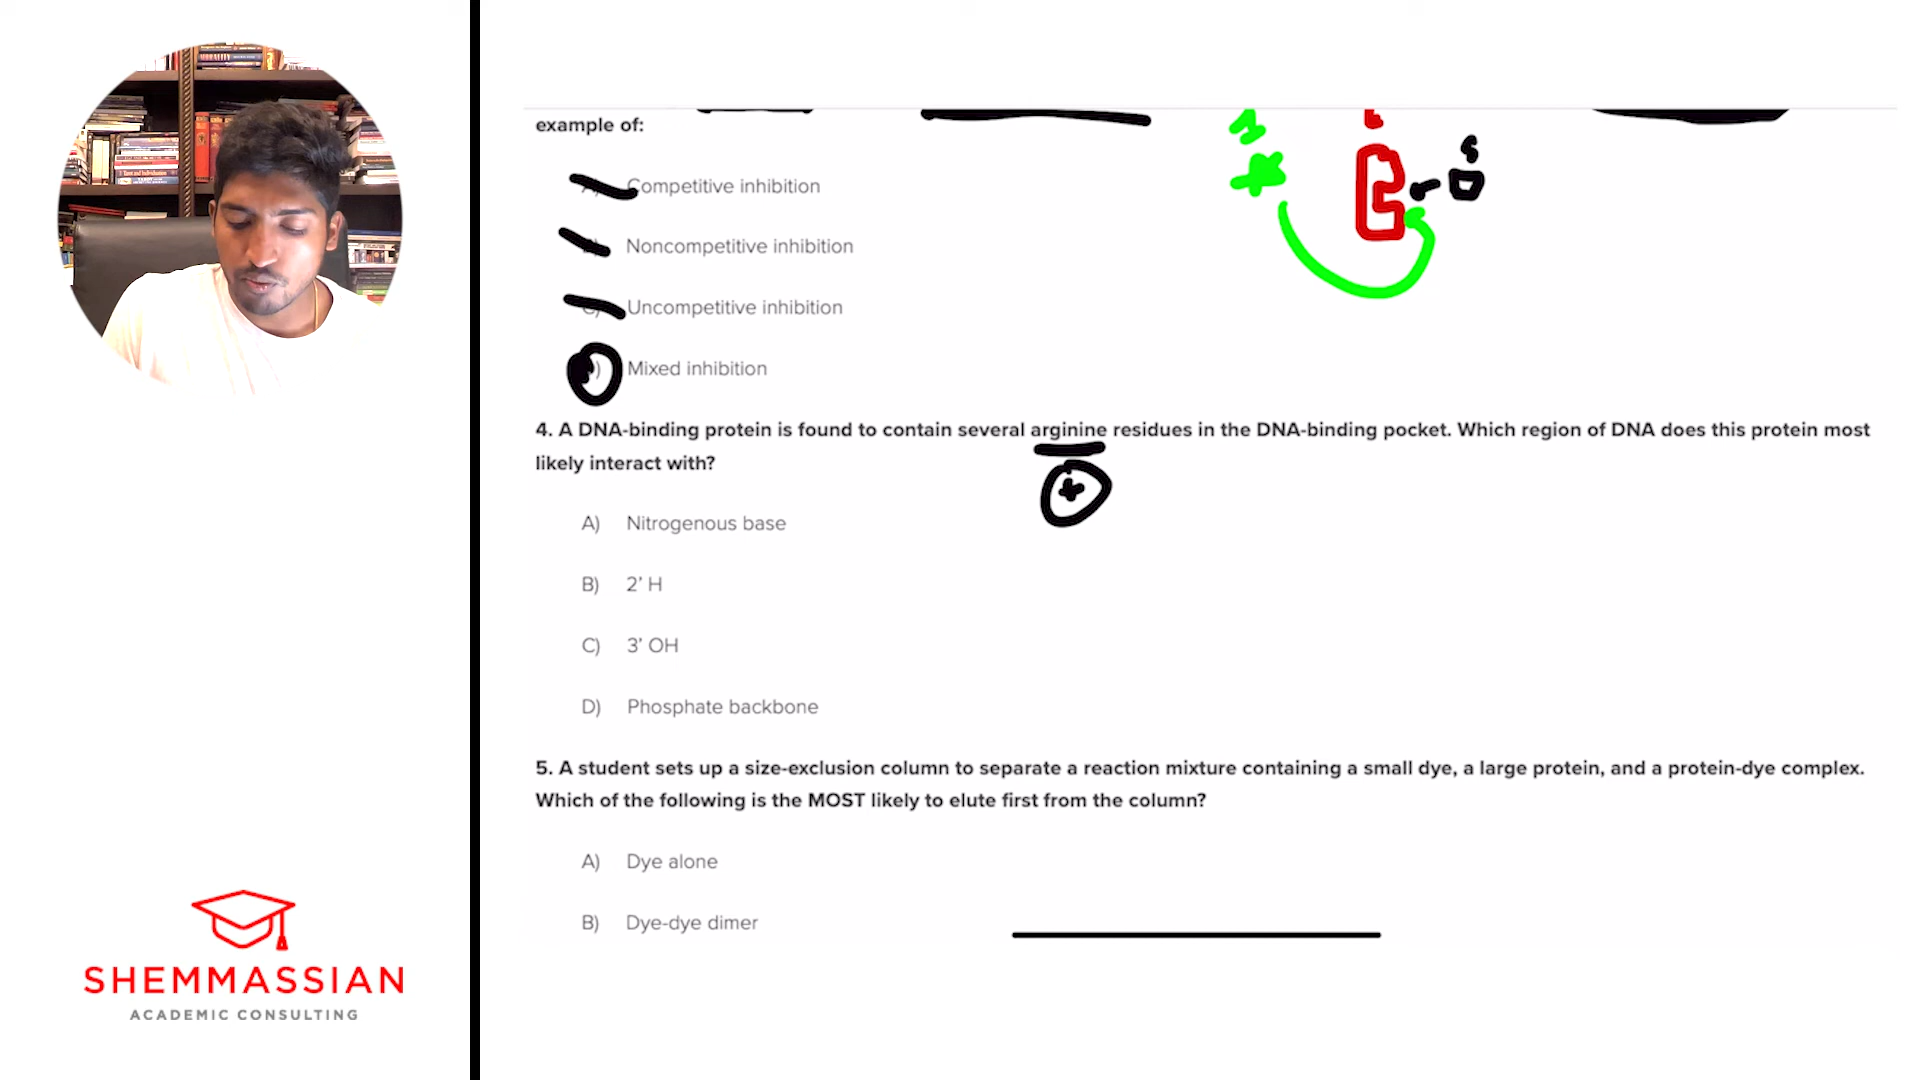 example of:
Competitive inhibition
Noncompetitive inhibition
Uncompetitive inhibition
Mixed inhibition
4. A DNA-binding protein is found to contain several arginine residues in the DNA-binding pocket. Which region of DNA does this protein most
likely interact with?
+
A) Nitrogenous base
B) 2’ H
C) 3’ OH
D) Phosphate backbone
5. A student sets up a size-exclusion column to separate a reaction mixture containing a small dye, a large protein, and a protein-dye complex.
Which of the following is the MOST likely to elute first from the column?
A) Dye alone
B) Dye-dye dimer
S
SHEMMASSIAN
ACADEMIC CONSULTING